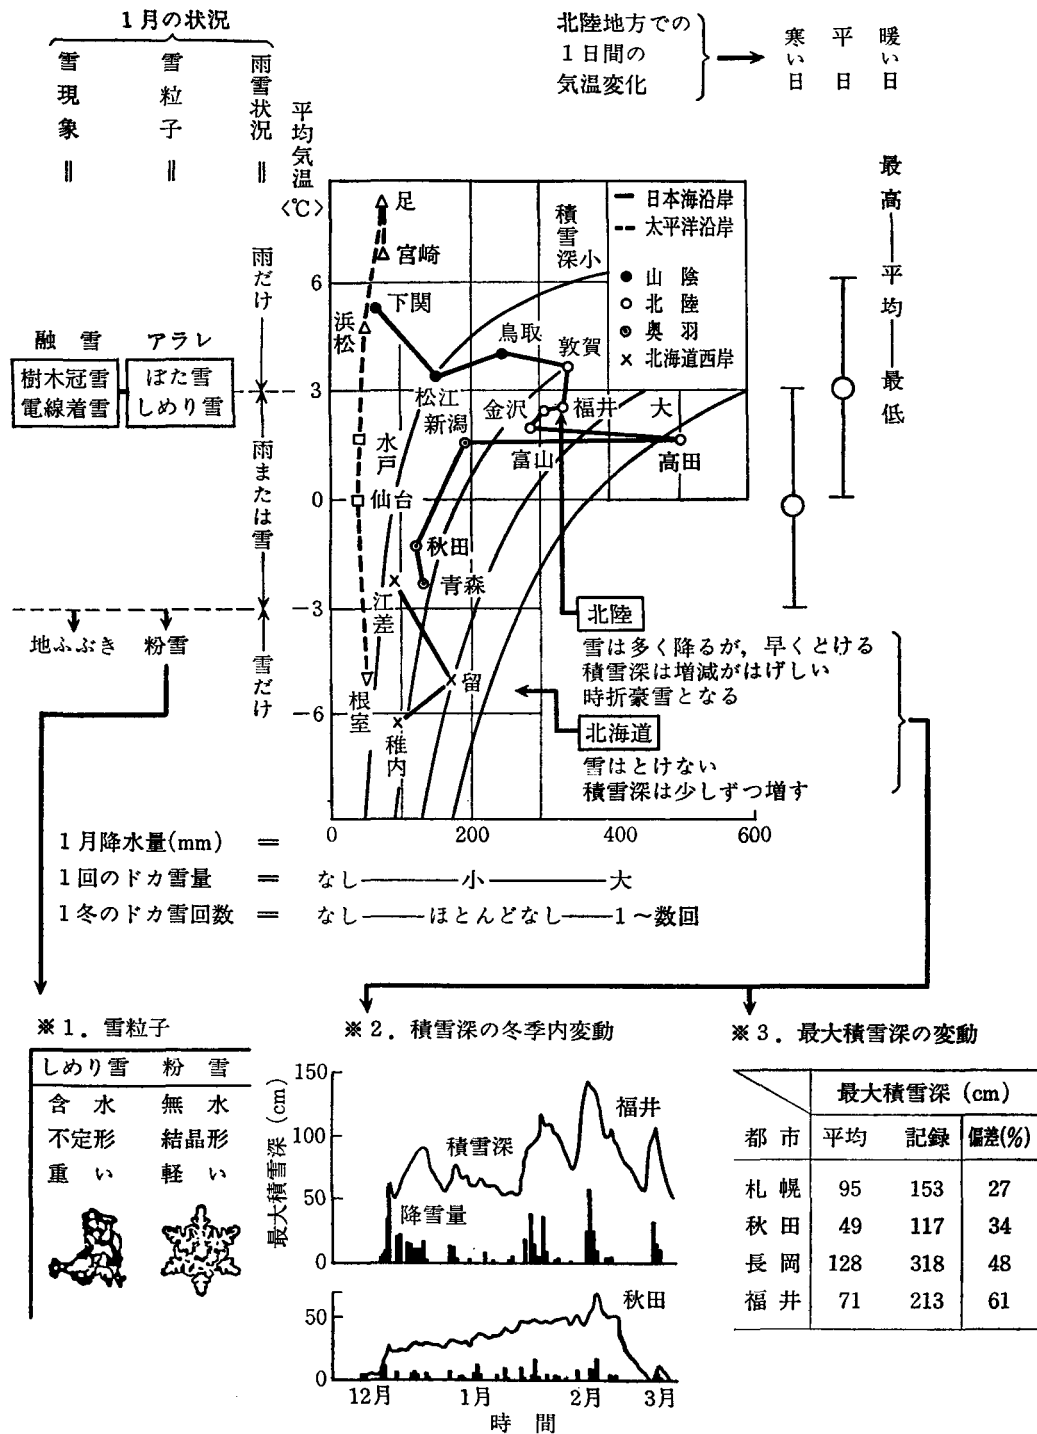 1月の状況
雪現象＝
雪粒子＝
雨雪状況＝
平均気温
<℃>
北陸地方での
1日間の
気温変化
寒い日
平日
暖い日
最高―平均―最低
日本海沿岸
太平洋沿岸
山陰
北陸
奥羽
北海道西岸
積雪深小
大
足
宮崎
下関
浜松
鳥取
敦賀
松江
新潟
金沢
福井
富山
高田
水戸
仙台
秋田
青森
江差
留
根室
稚内
6
3
0
−3
−6
雨だけ
雨または雪
雪だけ
融雪
アラレ
樹木冠雪
電線着雪
ぼた雪
しめり雪
地ふぶき
粉雪
北陸
雪は多く降るが，早くとける
積雪深は増減がはげしい
時折豪雪となる
北海道
雪はとけない
積雪深は少しずつ増す
0 200 400 600
1月降水量(mm) ＝
1回のドカ雪量 ＝ なし―小―大
1冬のドカ雪回数 ＝ なし―ほとんどなし―1～数回
※1．雪粒子
しめり雪 粉雪
含水 無水
不定形 結晶形
重い 軽い
※2．積雪深の冬季内変動
最大積雪深(cm)
150
100
50
0
福井
積雪深
降雪量
50
0
秋田
12月 1月 2月 3月
時間
※3．最大積雪深の変動
最大積雪深(cm)
都市 平均 記録 偏差(%)
札幌 95 153 27
秋田 49 117 34
長岡 128 318 48
福井 71 213 61